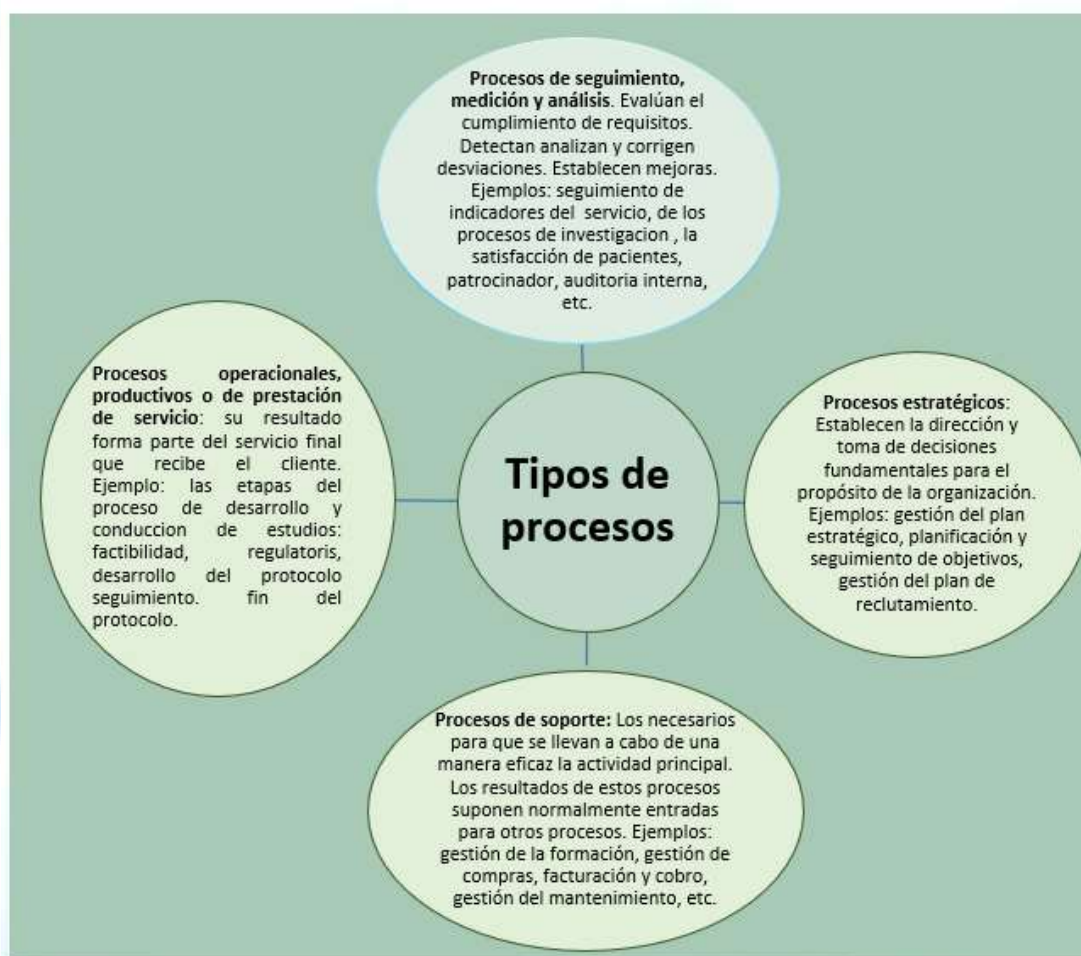 Procesos de seguimiento,
medición y análisis. Evalúan el
cumplimiento de requisitos.
Detectan analizan y corrigen
desviaciones. Establecen mejoras.
Ejemplos: seguimiento de
indicadores del servicio, de los
procesos de investigacion , la
satisfacción de pacientes,
patrocinador, auditoria interna,
etc.
Procesos operacionales,
productivos o de prestación
de servicio: su resultado
forma parte del servicio final
que recibe el cliente.
Ejemplo: las etapas del
proceso de desarrollo y
conduccion de estudios:
factibilidad, regulatoris,
desarrollo del protocolo
seguimiento. fin del
protocolo.
Tipos de
procesos
Procesos estratégicos:
Establecen la dirección y
toma de decisiones
fundamentales para el
propósito de la organización.
Ejemplos: gestión del plan
estratégico, planificación y
seguimiento de objetivos,
gestión del plan de
reclutamiento.
Procesos de soporte: Los necesarios
para que se llevan a cabo de una
manera eficaz la actividad principal.
Los resultados de estos procesos
suponen normalmente entradas
para otros procesos. Ejemplos:
gestión de la formación, gestión de
compras, facturación y cobro,
gestión del mantenimiento, etc.